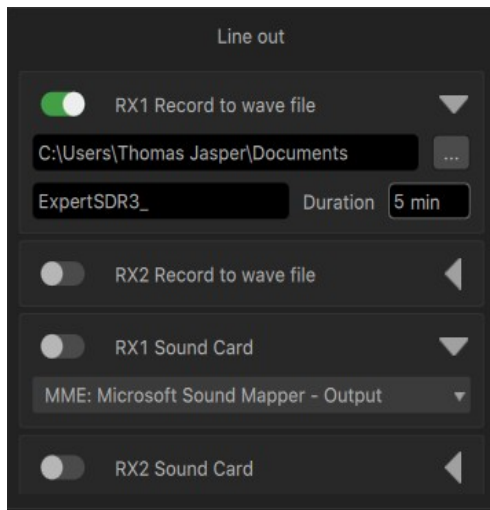 Line out
RX1 Record to wave file
C:\Users\Thomas Jasper\Documents
...
ExpertSDR3_
Duration
5 min
RX2 Record to wave file
RX1 Sound Card
MME: Microsoft Sound Mapper - Output
RX2 Sound Card